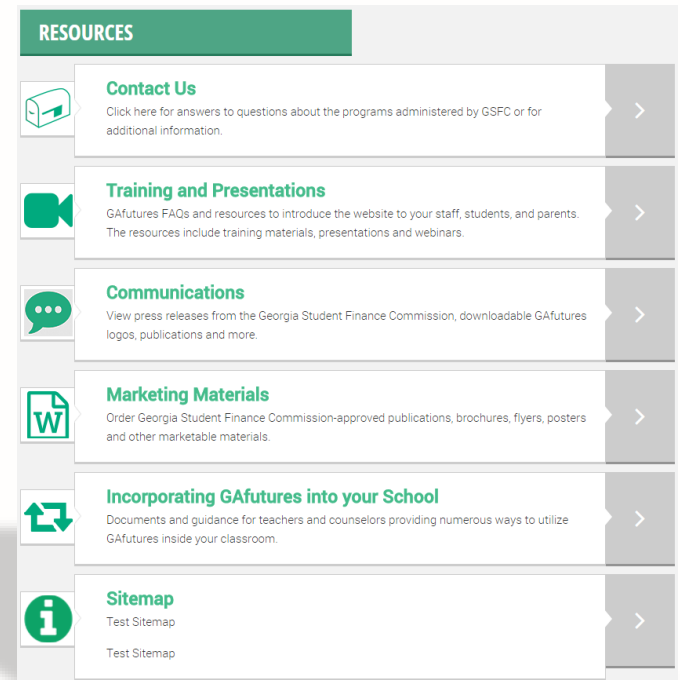 RESOURCES
Contact Us
Click here for answers to questions about the programs administered by GSFC or for
additional information.
Training and Presentations
GAfutures FAQs and resources to introduce the website to your staff, students, and parents.
The resources include training materials, presentations and webinars.
Communications
View press releases from the Georgia Student Finance Commission, downloadable GAfutures
logos, publications and more.
W
Marketing Materials
Order Georgia Student Finance Commission-approved publications, brochures, flyers, posters
and other marketable materials.
Incorporating GAfutures into your School
Documents and guidance for teachers and counselors providing numerous ways to utilize
GAfutures inside your classroom.
Sitemap
Test Sitemap
Test Sitemap